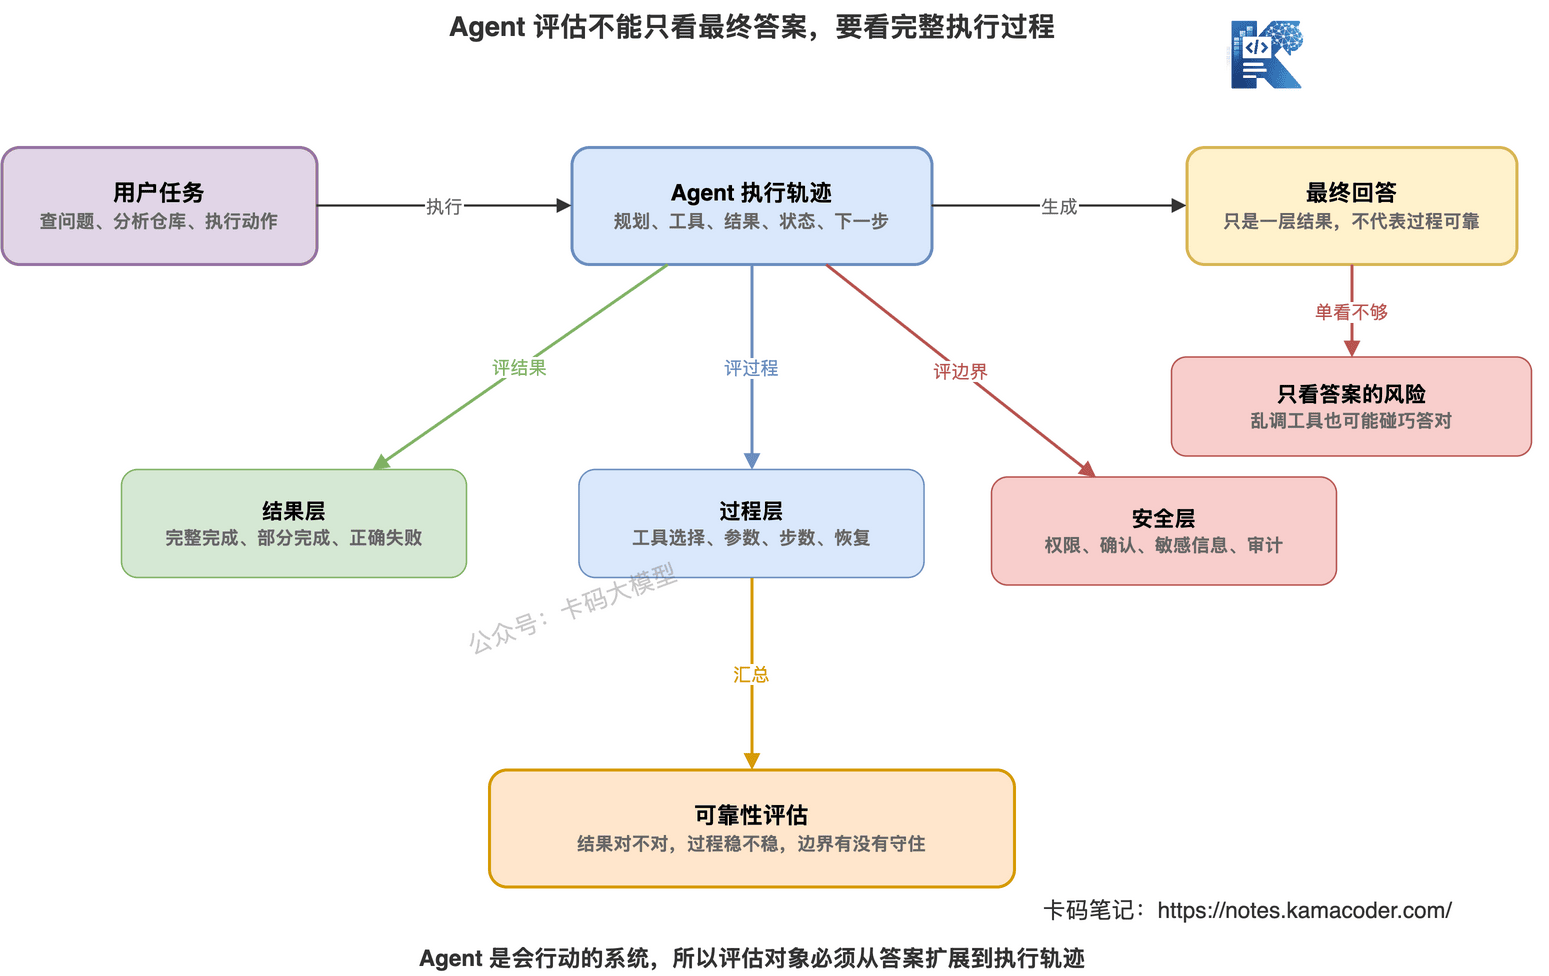 Agent 评估不能只看最终答案，要看完整执行过程
用户任务
查问题、分析仓库、执行动作
执行
Agent 执行轨迹
规划、工具、结果、状态、下一步
生成
最终回答
只是一层结果，不代表过程可靠
单看不够
评结果
评过程
评边界
只看答案的风险
乱调工具也可能碰巧答对
结果层
完整完成、部分完成、正确失败
过程层
工具选择、参数、步数、恢复
安全层
权限、确认、敏感信息、审计
公众号：卡码大模型
汇总
可靠性评估
结果对不对，过程稳不稳，边界有没有守住
卡码笔记：https://notes.kamacoder.com/
Agent 是会行动的系统，所以评估对象必须从答案扩展到执行轨迹